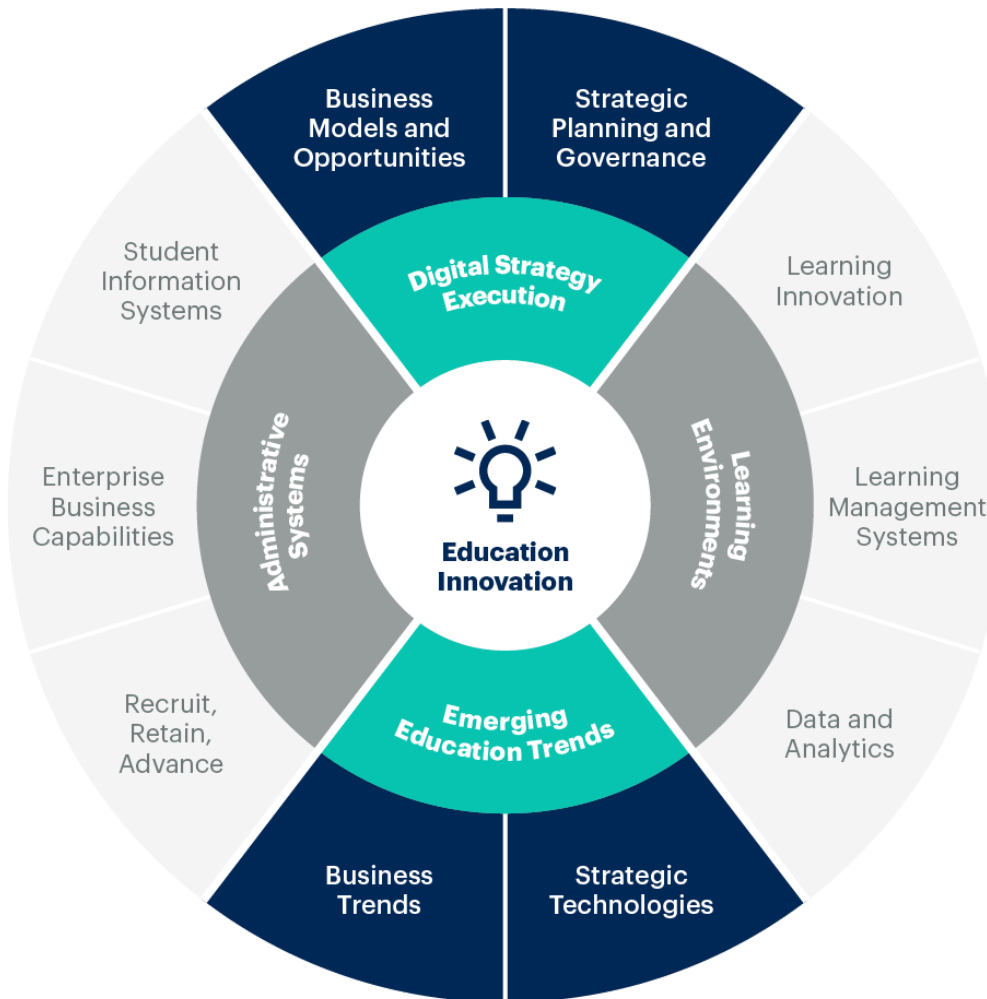 Business
Models and
Opportunities
Strategic
Planning and
Governance
Digital Strategy
Execution
Student
Information
Systems
Learning
Innovation
Enterprise
Business
Capabilities
Administrative
Systems
Education
Innovation
Learning
Environments
Learning
Management
Systems
Recruit,
Retain,
Advance
Data and
Analytics
Emerging
Education Trends
Business
Trends
Strategic
Technologies